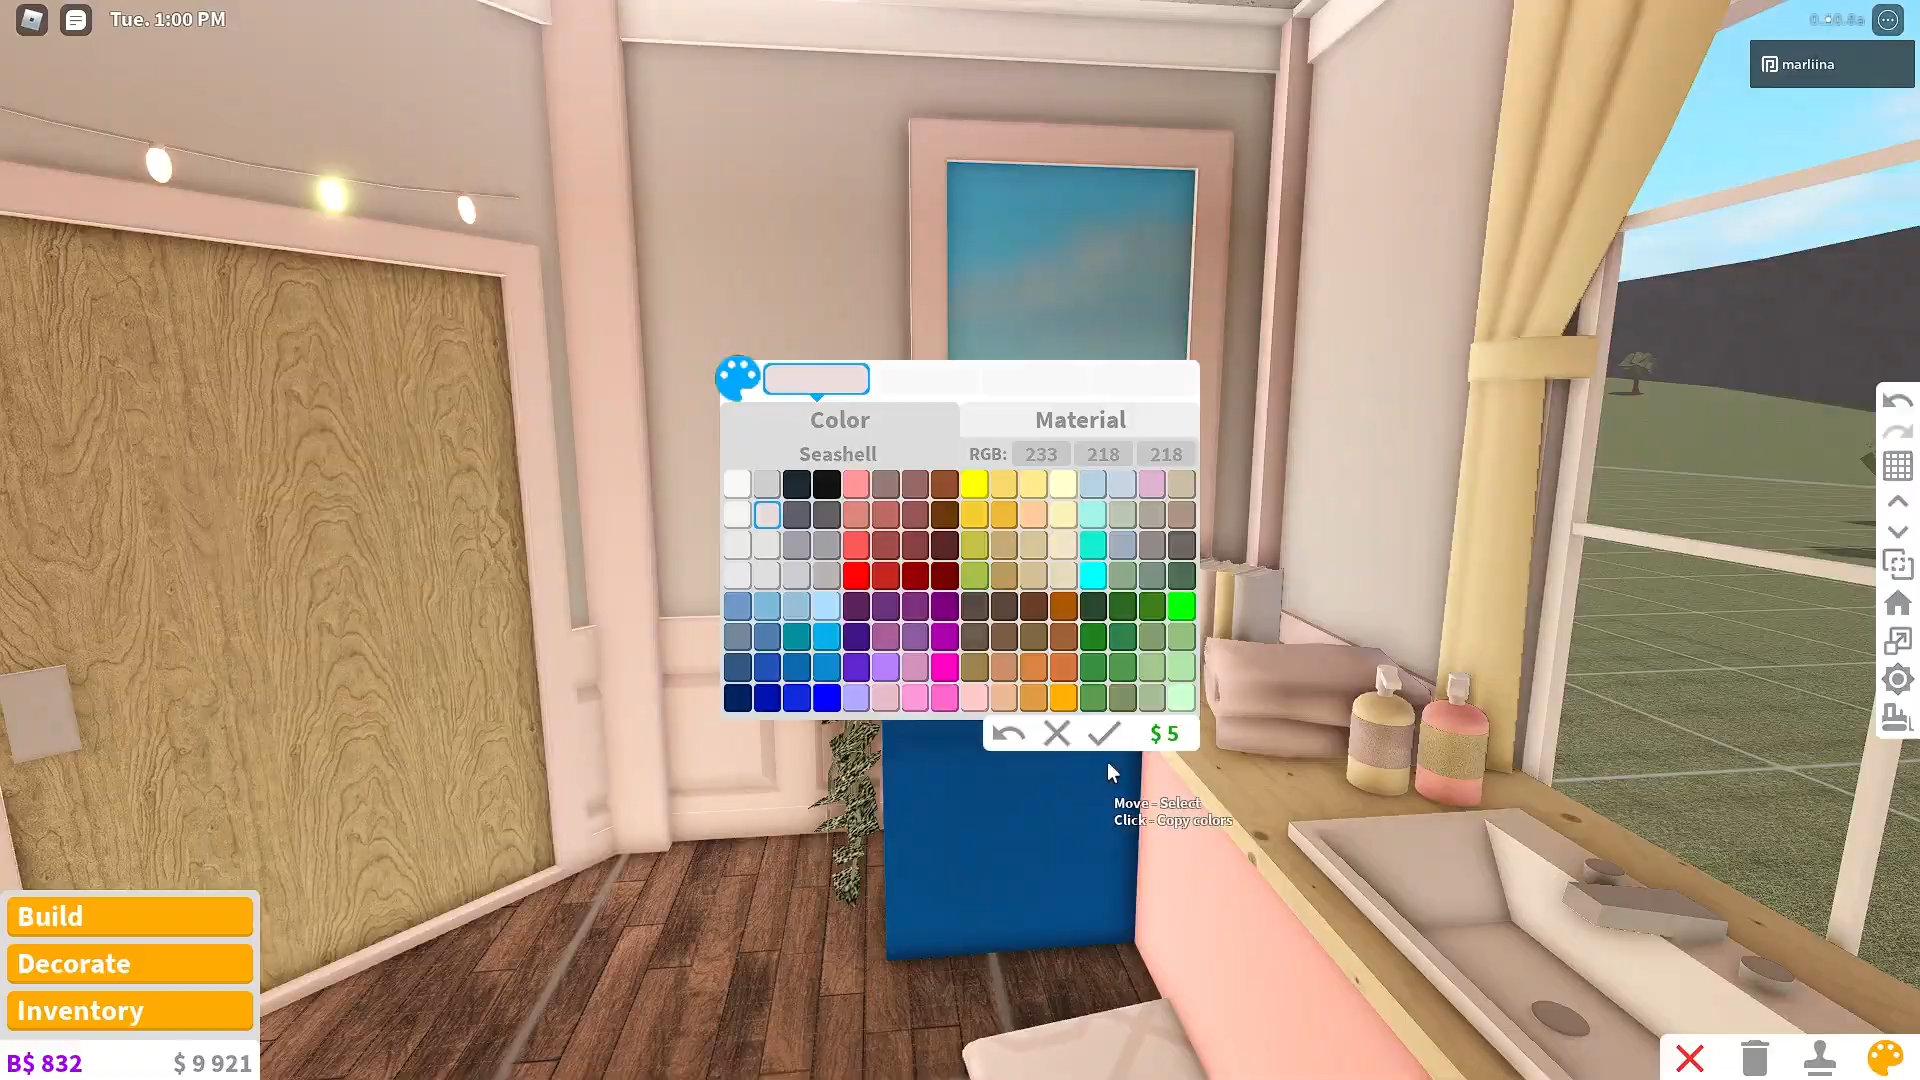 Tue. 1:00 PM
marliina
Color
Material
Seashell
RGB: 233 218 218
$ 5
Move - Select
Click - Copy colors
Build
Decorate
Inventory
B$ 832
$ 9 921